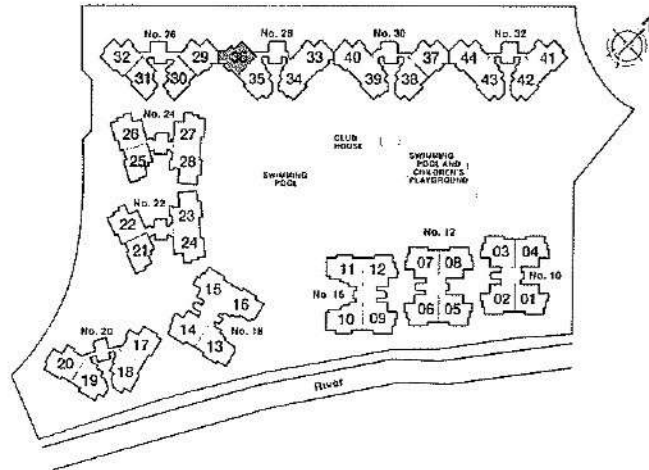 No. 26
No. 28
No. 30
No. 32
32
31
30
29
36
35
34
33
40
39
38
37
44
43
42
41
No. 24
26
25
27
28
CLUB
HOUSE
SWIMMING
POOL
SWIMMING
POOL AND
CHILDREN'S
PLAYGROUND
No. 22
22
21
23
24
No. 12
11
12
10
09
No. 16
07
08
06
05
03
04
02
01
No. 10
15
16
14
13
No. 18
No. 20
17
18
19
20
River